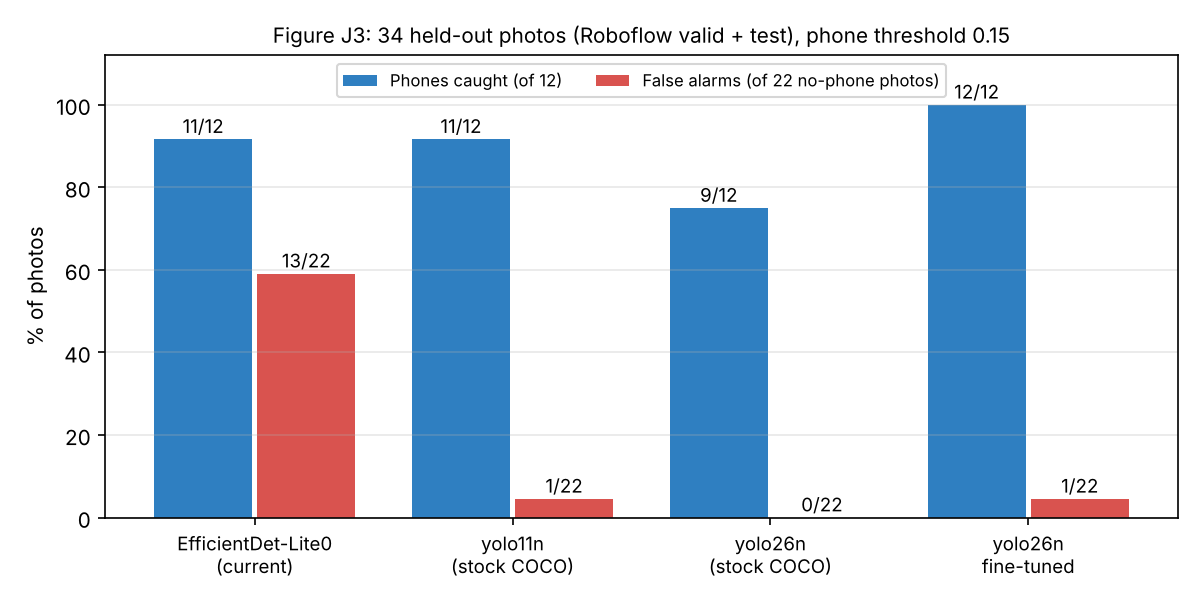 Figure J3: 34 held-out photos (Roboflow valid + test), phone threshold 0.15
Phones caught (of 12)
False alarms (of 22 no-phone photos)
12/12
11/12
11/12
9/12
13/22
1/22
0/22
1/22
% of photos
100
80
60
40
20
0
EfficientDet-Lite0
(current)
yolo11n
(stock COCO)
yolo26n
(stock COCO)
yolo26n
fine-tuned